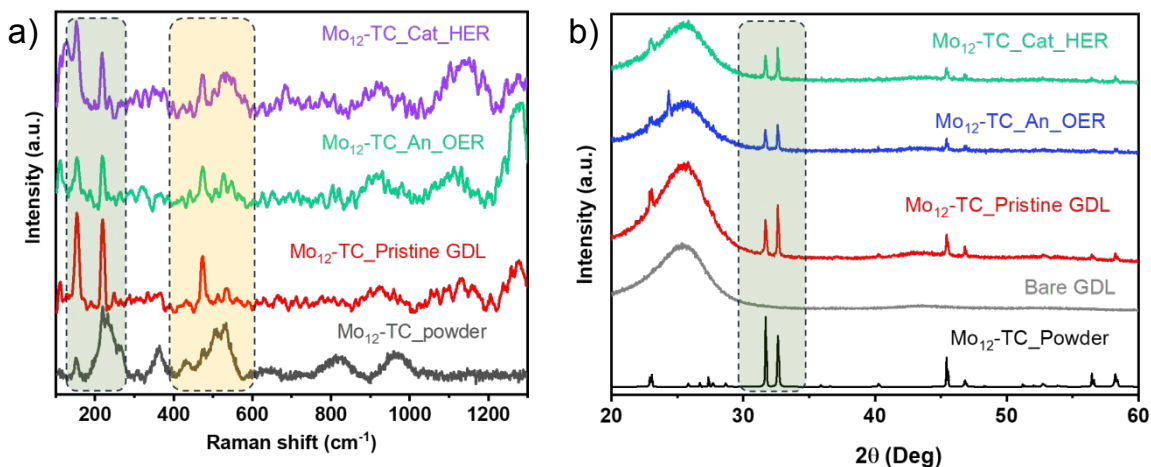 a)
Mo₁₂-TC_Cat_HER
Mo₁₂-TC_An_OER
Mo₁₂-TC_Pristine GDL
Mo₁₂-TC_powder
Intensity (a.u.)
200 400 600 800 1000 1200
Raman shift (cm⁻¹)
b)
Mo₁₂-TC_Cat_HER
Mo₁₂-TC_An_OER
Mo₁₂-TC_Pristine GDL
Bare GDL
Mo₁₂-TC_Powder
Intensity (a.u.)
20 30 40 50 60
2θ (Deg)